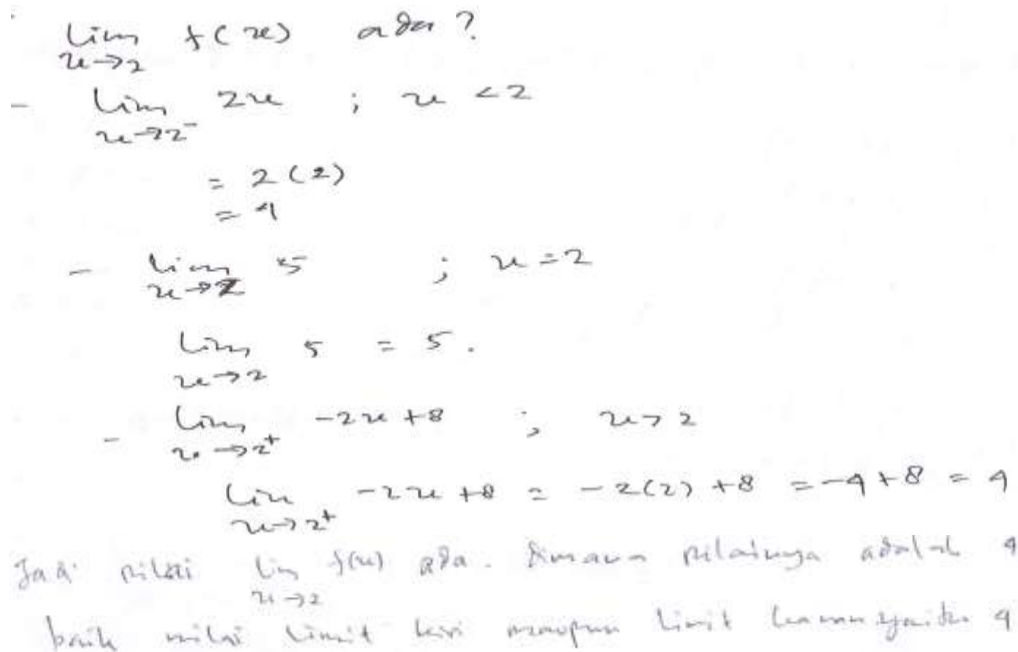 lim f(x) ada?
x→2
- lim 2x ; x < 2
x→2⁻
= 2(2)
= 4
- lim 5 ; x = 2
x→2
lim 5 = 5.
x→2
- lim -2x+8 ; x > 2
x→2⁺
lim -2x+8 = -2(2)+8 = -4+8 = 4
x→2⁺
Jadi nilai lim f(x) ada. dimana nilainya adalah 4
x→2
baik nilai limit kiri maupun limit kanan yaitu 4